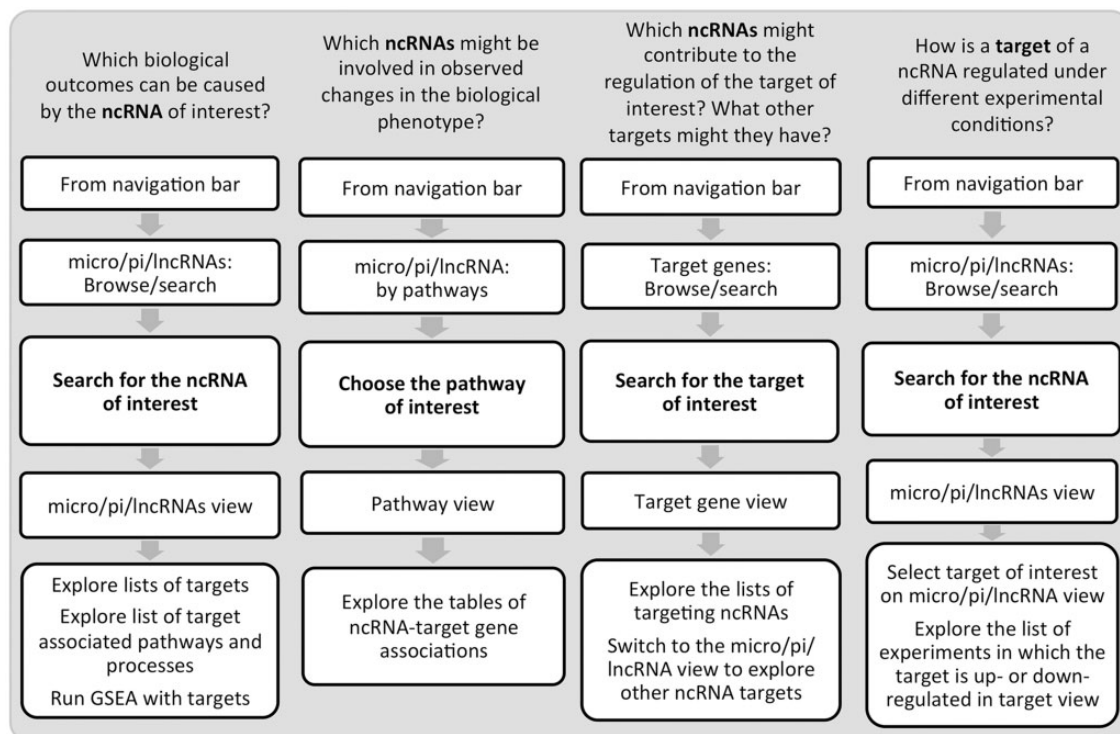 Which biological
outcomes can be caused
by the ncRNA of interest?
From navigation bar
micro/pi/lncRNAs:
Browse/search
Search for the ncRNA
of interest
micro/pi/lncRNAs view
Explore lists of targets
Explore list of target
associated pathways and
processes
Run GSEA with targets
Which ncRNAs might be
involved in observed
changes in the biological
phenotype?
From navigation bar
micro/pi/lncRNA:
by pathways
Choose the pathway
of interest
Pathway view
Explore the tables of
ncRNA-target gene
associations
Which ncRNAs might
contribute to the
regulation of the target of
interest? What other
targets might they have?
From navigation bar
Target genes:
Browse/search
Search for the target
of interest
Target gene view
Explore the lists of
targeting ncRNAs
Switch to the micro/pi/
lncRNA view to explore
other ncRNA targets
How is a target of a
ncRNA regulated under
different experimental
conditions?
From navigation bar
micro/pi/lncRNAs:
Browse/search
Search for the ncRNA
of interest
micro/pi/lncRNAs view
Select target of interest
on micro/pi/lncRNA view
Explore the list of
experiments in which the
target is up- or down-
regulated in target view